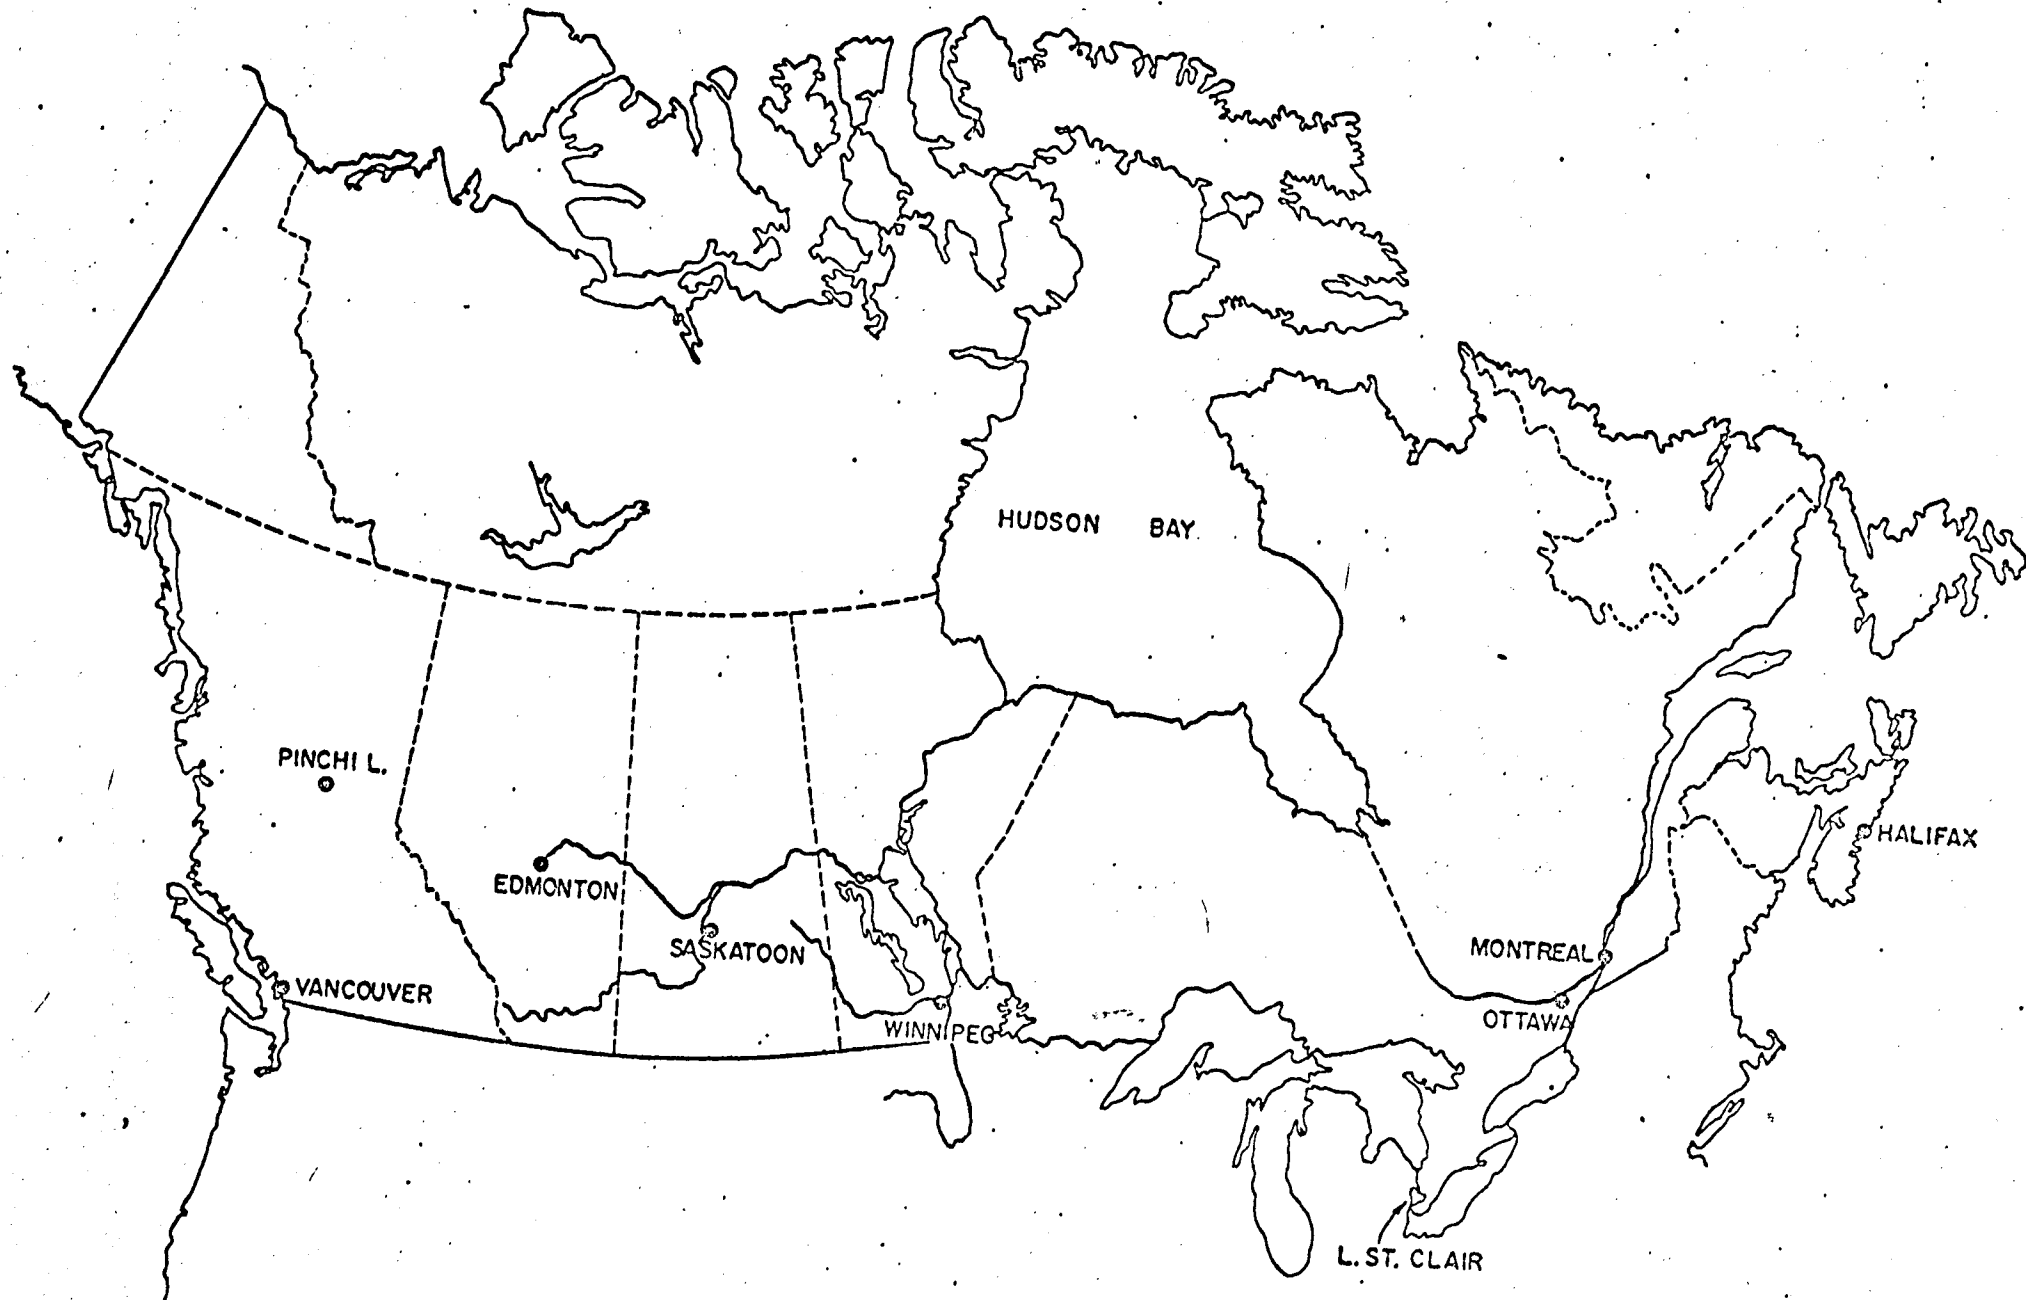 HUDSON BAY
PINCHI L.
EDMONTON
SASKATOON
VANCOUVER
WINNIPEG
MONTREAL
OTTAWA
HALIFAX
L. ST. CLAIR